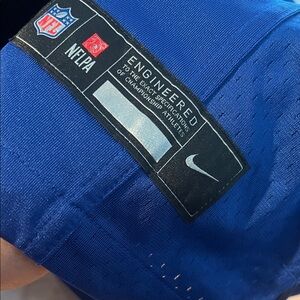 NFL
NFLPA
ENGINEERED
TO THE EXACT SPECIFICATIONS
OF CHAMPIONSHIP ATHLETES